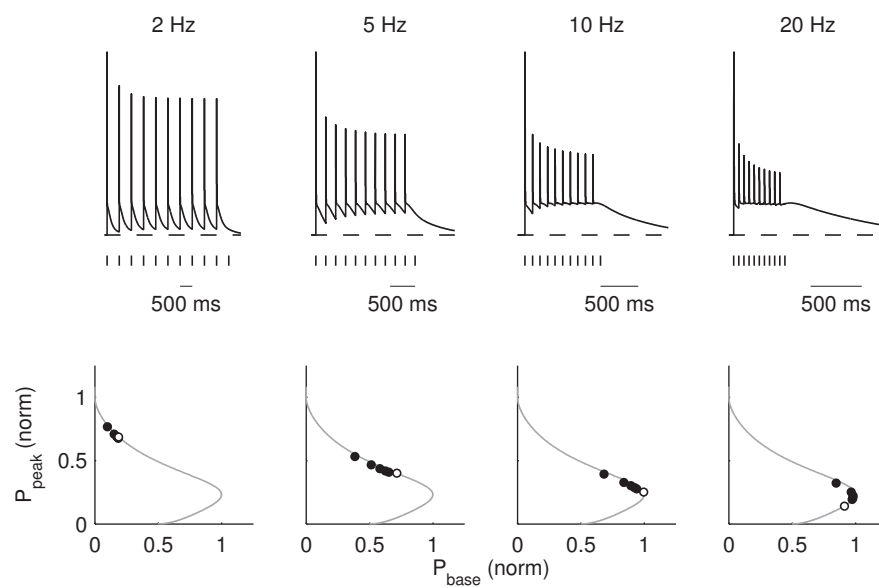 2 Hz 5 Hz 10 Hz 20 Hz
500 ms 500 ms 500 ms 500 ms
P_peak (norm)
1
0.5
0
0 0.5 1 0 0.5 1 0 0.5 1 0 0.5 1
P_base (norm)